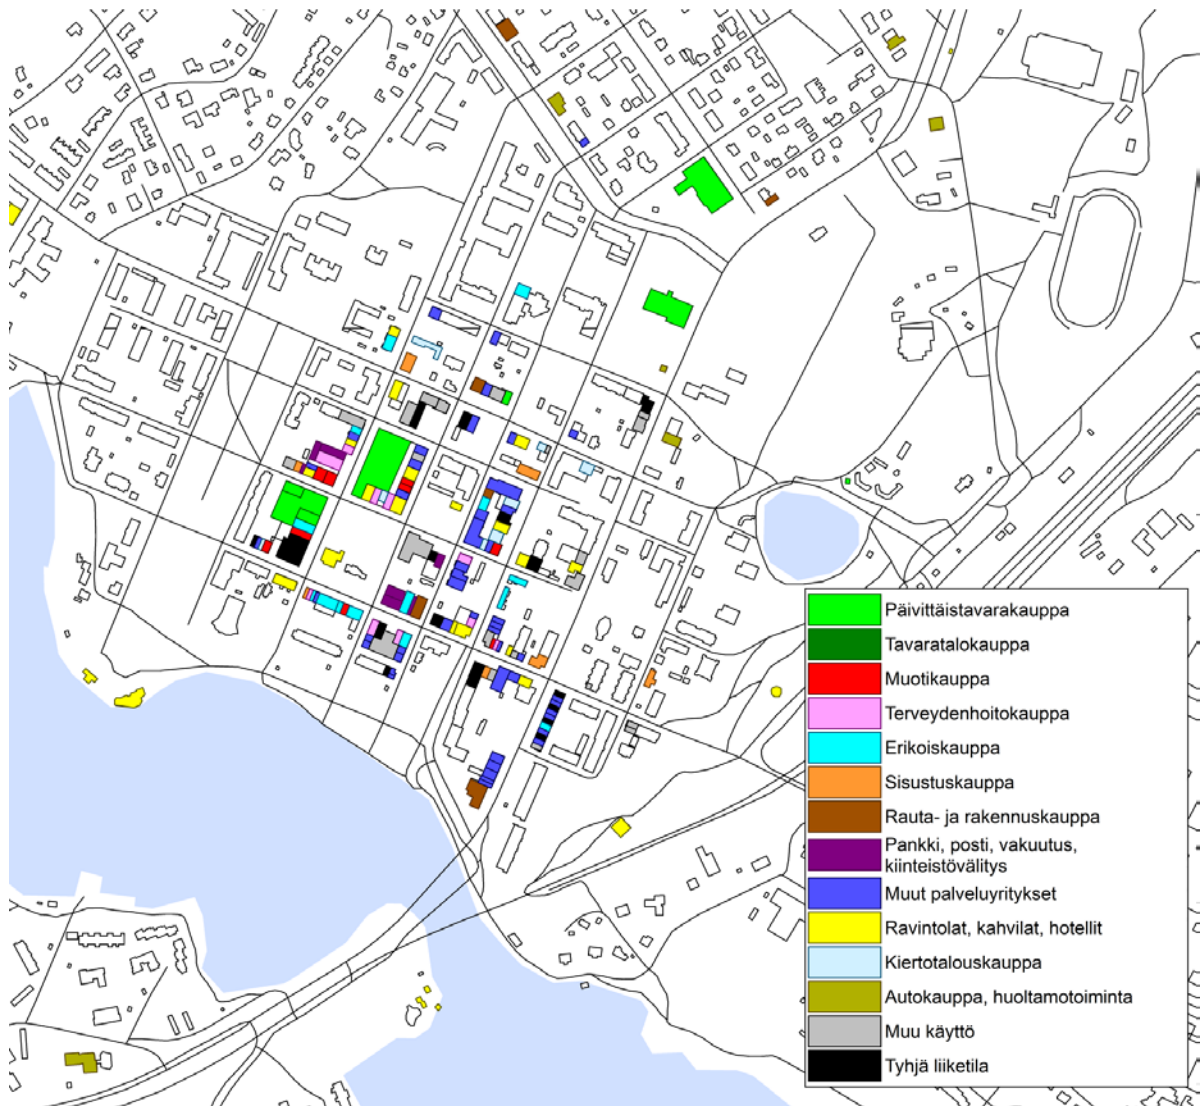 Päivittäistavarakauppa
Tavaratalokauppa
Muotikauppa
Terveydenhoitokauppa
Erikoiskauppa
Sisustuskauppa
Rauta- ja rakennuskauppa
Pankki, posti, vakuutus,
kiinteistövälitys
Muut palveluyritykset
Ravintolat, kahvilat, hotellit
Kiertotalouskauppa
Autokauppa, huoltamotoiminta
Muu käyttö
Tyhjä liiketila